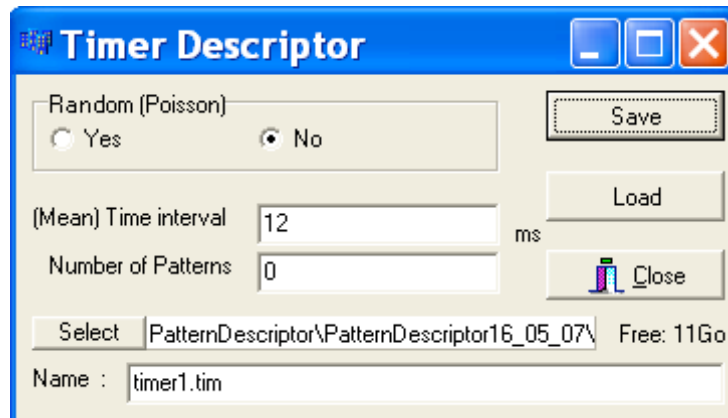 Timer Descriptor
Random (Poisson)
Yes No
Save
Load
(Mean) Time interval 12 ms
Number of Patterns 0
Close
Select PatternDescriptor\PatternDescriptor16_05_07\ Free: 11Go
Name : timer1.tim